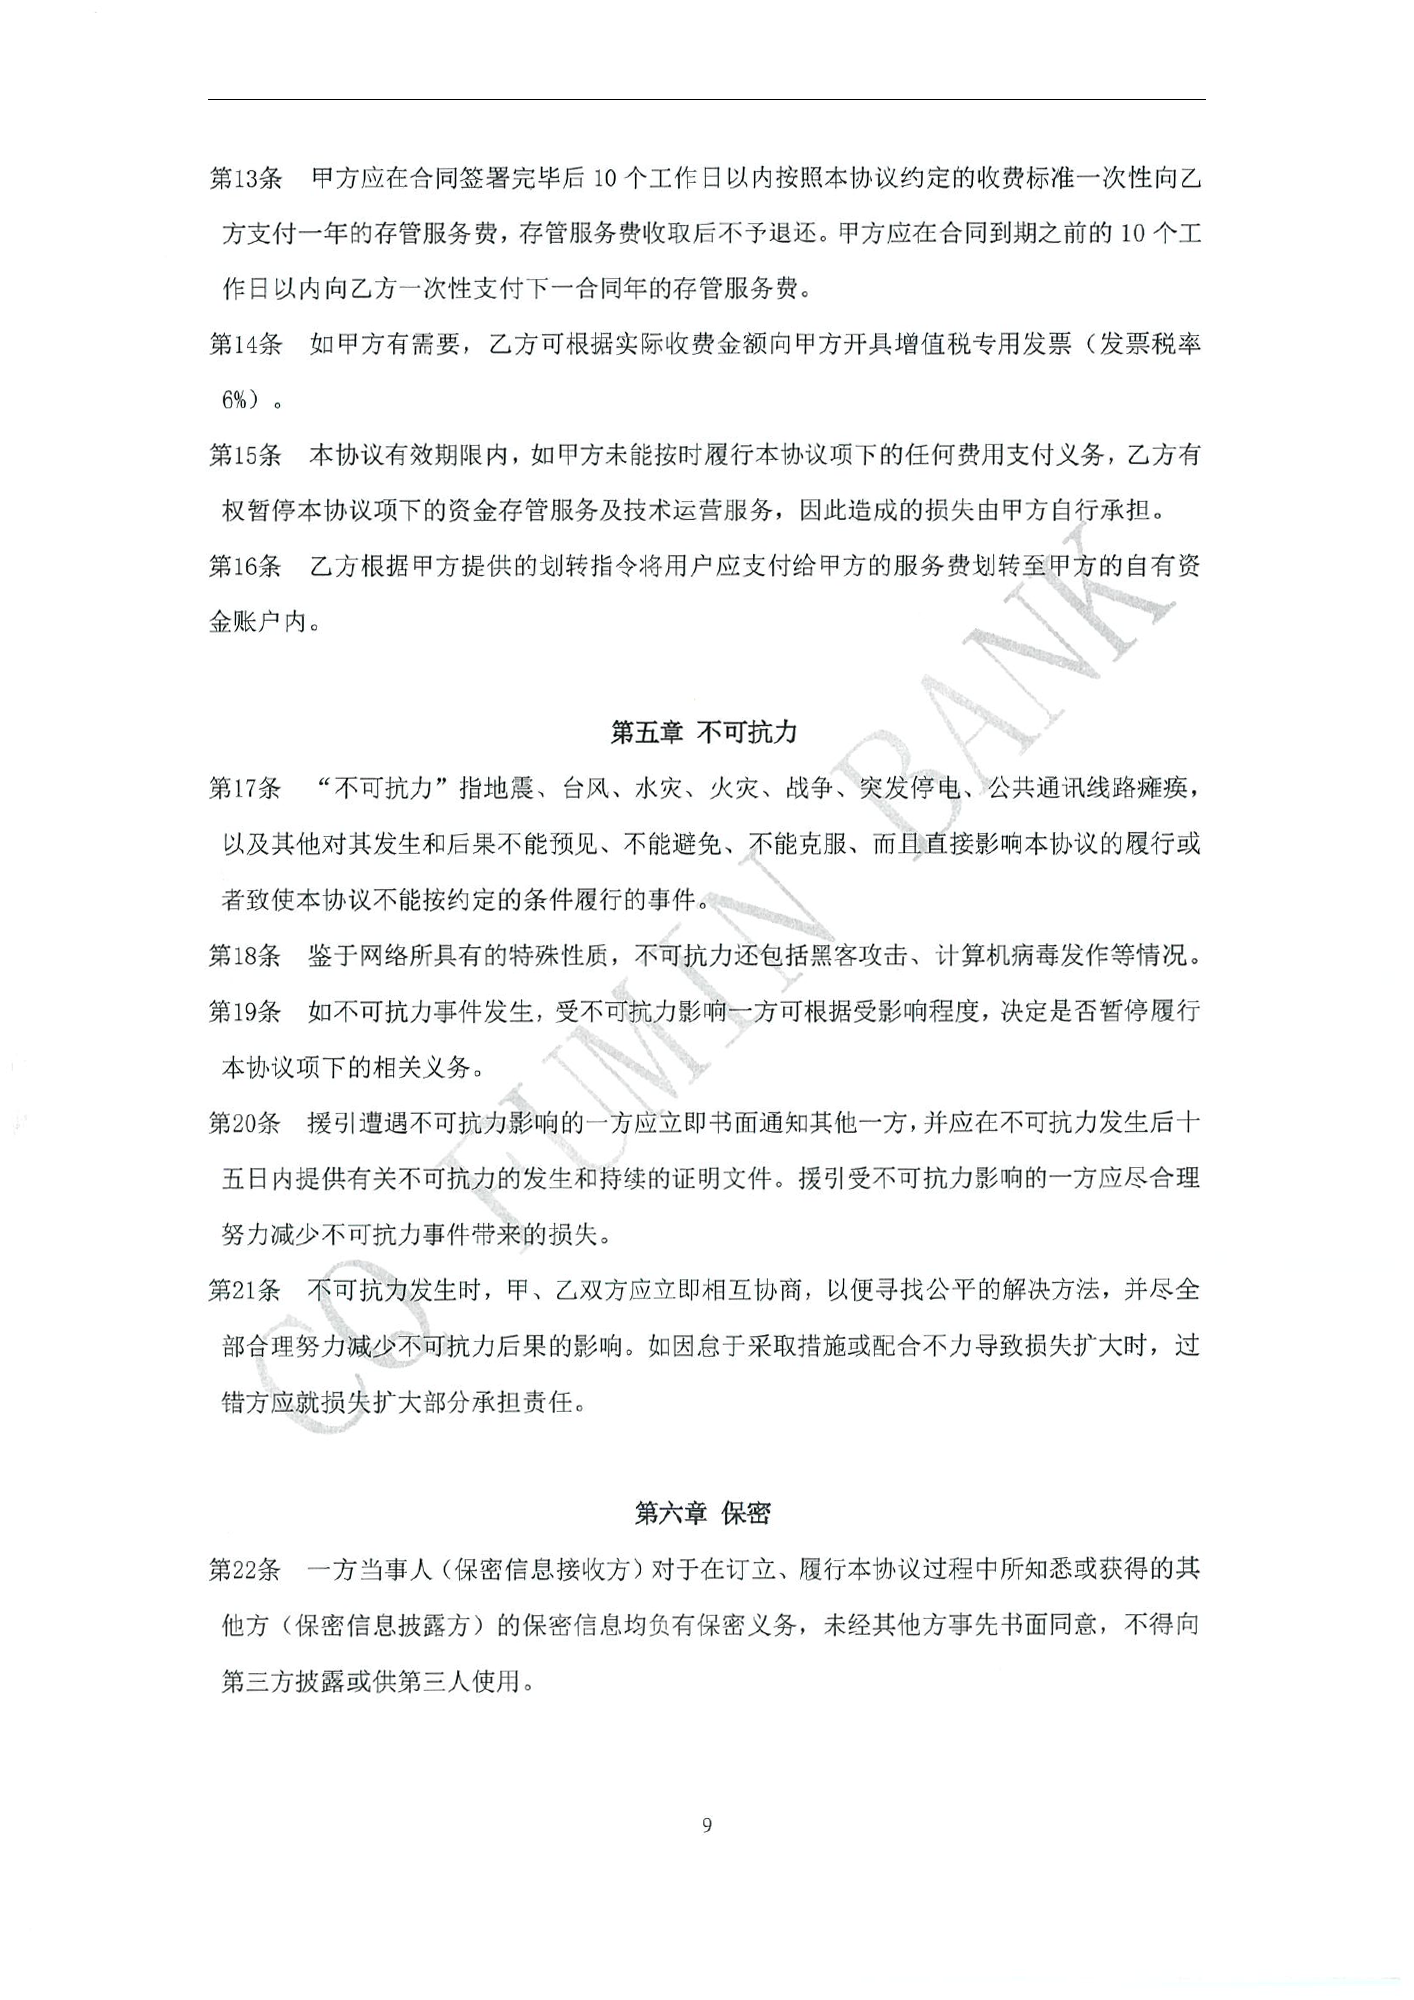 第13条 甲方应在合同签署完毕后 10 个工作日以内按照本协议约定的收费标准一次性向乙
方支付一年的存管服务费，存管服务费收取后不予退还。甲方应在合同到期之前的 10 个工
作日以内向乙方一次性支付下一合同年的存管服务费。
第14条 如甲方有需要，乙方可根据实际收费金额向甲方开具增值税专用发票（发票税率
6%）。
第15条 本协议有效期限内，如甲方未能按时履行本协议项下的任何费用支付义务，乙方有
权暂停本协议项下的资金存管服务及技术运营服务，因此造成的损失由甲方自行承担。
第16条 乙方根据甲方提供的划转指令将用户应支付给甲方的服务费划转至甲方的自有资
金账户内。
第五章 不可抗力
第17条 “不可抗力”指地震、台风、水灾、火灾、战争、突发停电、公共通讯线路瘫痪，
以及其他对其发生和后果不能预见、不能避免、不能克服、而且直接影响本协议的履行或
者致使本协议不能按约定的条件履行的事件。
第18条 鉴于网络所具有的特殊性质，不可抗力还包括黑客攻击、计算机病毒发作等情况。
第19条 如不可抗力事件发生，受不可抗力影响一方可根据受影响程度，决定是否暂停履行
本协议项下的相关义务。
第20条 援引遭遇不可抗力影响的一方应立即书面通知其他一方，并应在不可抗力发生后十
五日内提供有关不可抗力的发生和持续的证明文件。援引受不可抗力影响的一方应尽合理
努力减少不可抗力事件带来的损失。
第21条 不可抗力发生时，甲、乙双方应立即相互协商，以便寻找公平的解决方法，并尽全
部合理努力减少不可抗力后果的影响。如因怠于采取措施或配合不力导致损失扩大时，过
错方应就损失扩大部分承担责任。
第六章 保密
第22条 一方当事人（保密信息接收方）对于在订立、履行本协议过程中所知悉或获得的其
他方（保密信息披露方）的保密信息均负有保密义务，未经其他方事先书面同意，不得向
第三方披露或供第三人使用。
9
CQ FUMIN BANK